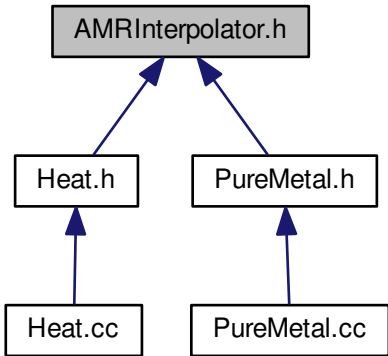 AMRInterpolator.h
Heat.h
PureMetal.h
Heat.cc
PureMetal.cc